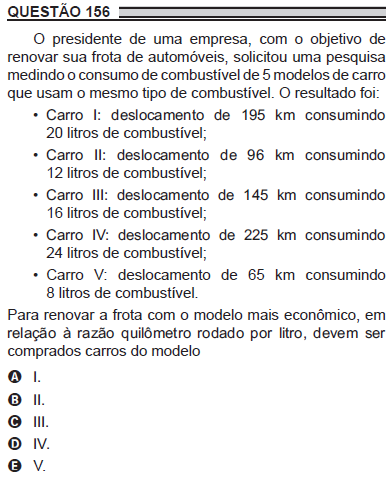 QUESTÃO 156
O presidente de uma empresa, com o objetivo de
renovar sua frota de automóveis, solicitou uma pesquisa
medindo o consumo de combustível de 5 modelos de carro
que usam o mesmo tipo de combustível. O resultado foi:
• Carro I: deslocamento de 195 km consumindo
20 litros de combustível;
• Carro II: deslocamento de 96 km consumindo
12 litros de combustível;
• Carro III: deslocamento de 145 km consumindo
16 litros de combustível;
• Carro IV: deslocamento de 225 km consumindo
24 litros de combustível;
• Carro V: deslocamento de 65 km consumindo
8 litros de combustível.
Para renovar a frota com o modelo mais econômico, em
relação à razão quilômetro rodado por litro, devem ser
comprados carros do modelo
A I.
B II.
C III.
D IV.
E V.